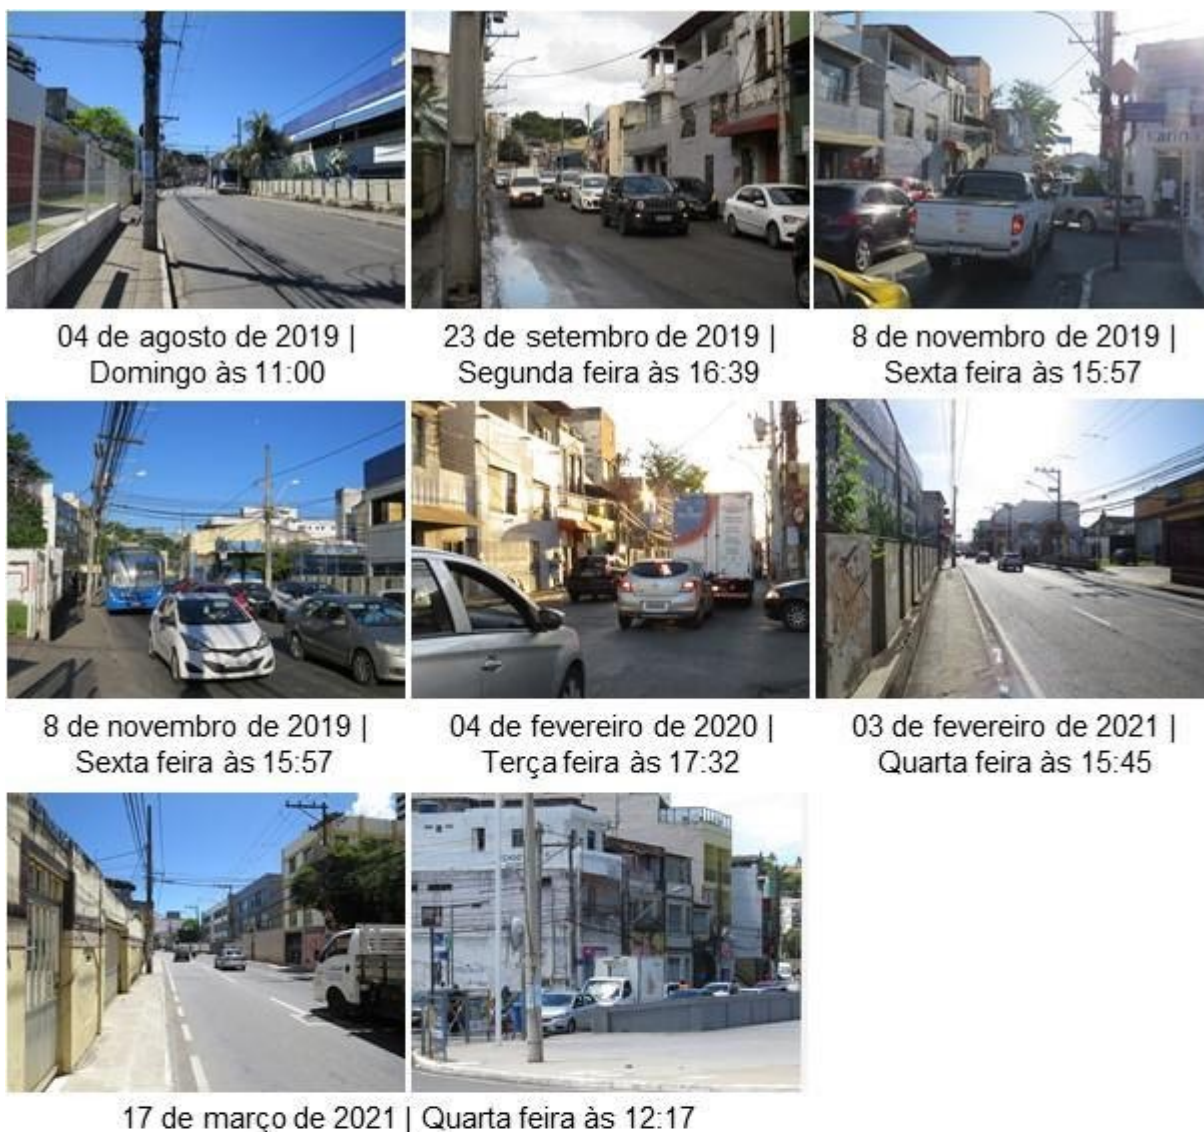 04 de agosto de 2019 |
Domingo às 11:00
23 de setembro de 2019 |
Segunda feira às 16:39
8 de novembro de 2019 |
Sexta feira às 15:57
8 de novembro de 2019 |
Sexta feira às 15:57
04 de fevereiro de 2020 |
Terça feira às 17:32
03 de fevereiro de 2021 |
Quarta feira às 15:45
17 de março de 2021 | Quarta feira às 12:17